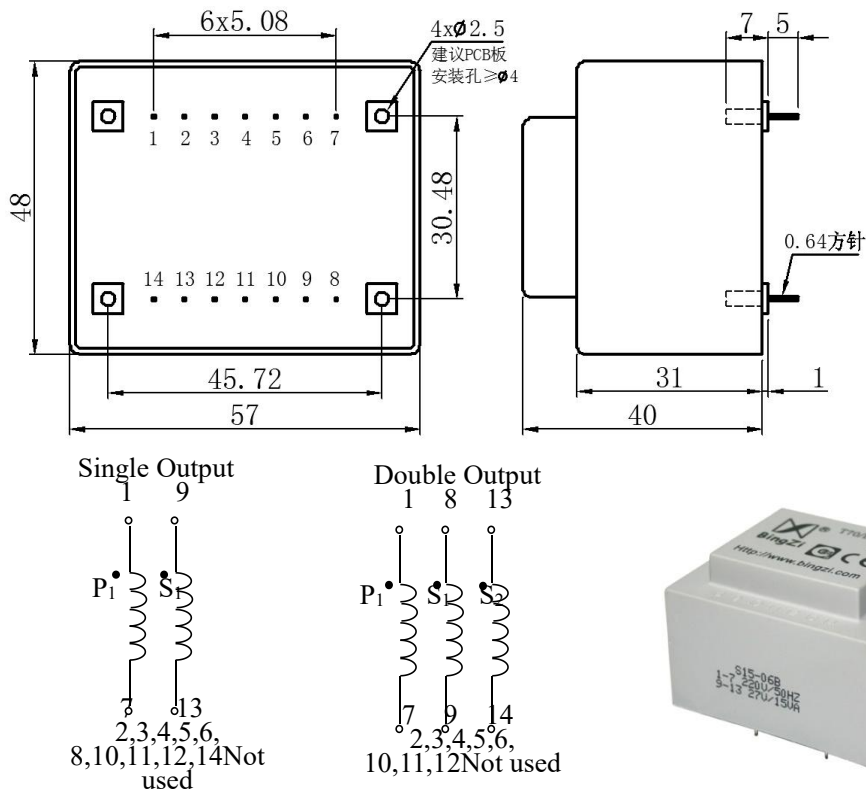 6x5.08
4xØ2.5
建议PCB板
安装孔≥ø4
7 5
1 2 3 4 5 6 7
48
30.48
0.64方针
14 13 12 11 10 9 8
45.72
57
31
1
40
Single Output
1 9
P1 S1
7 13
2,3,4,5,6,
8,10,11,12,14Not
used
Double Output
1 8 13
P1 S1 S2
7 9 14
2,3,4,5,6,
10,11,12Not used
® T70/
BingZi
CE
Http://www.bingzi.com
S15-06B
1-7 220V/50HZ
9-13 27V/15VA